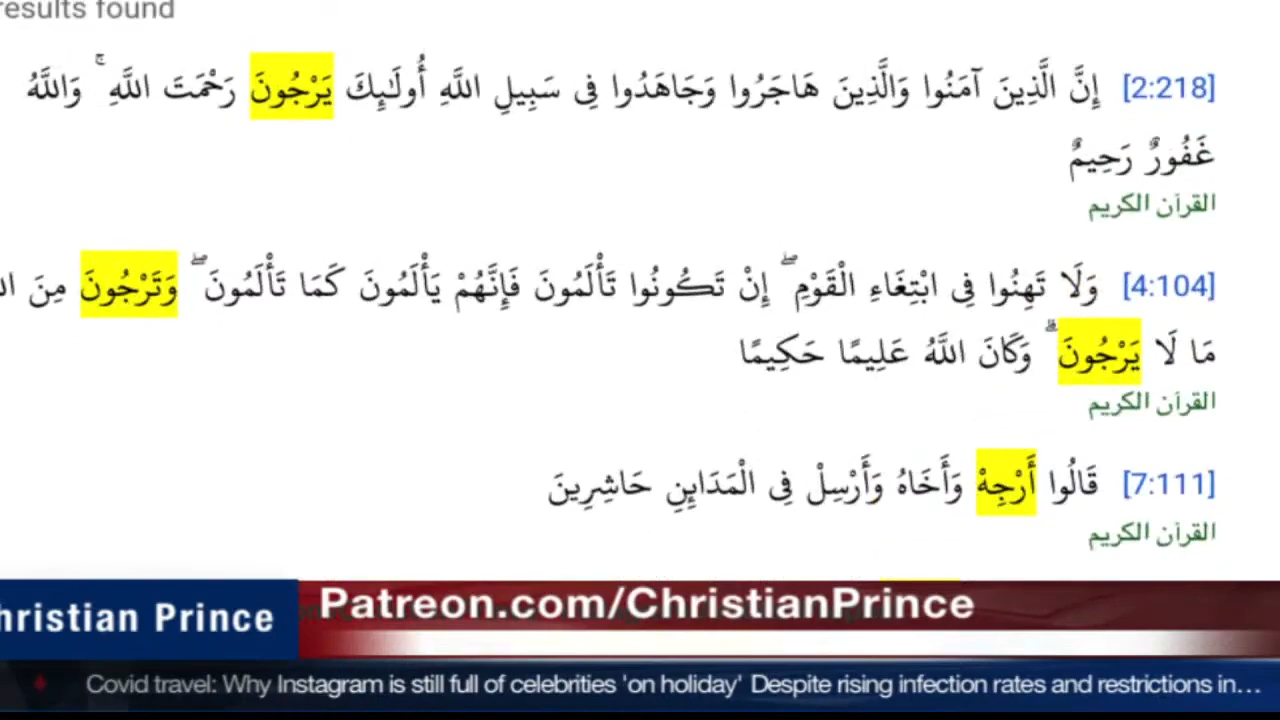 results found
[2:218] إِنَّ الَّذِينَ آمَنُوا وَالَّذِينَ هَاجَرُوا وَجَاهَدُوا فِي سَبِيلِ اللَّهِ أُولَٰئِكَ يَرْجُونَ رَحْمَتَ اللَّهِ ۚ وَاللَّهُ
غَفُورٌ رَحِيمٌ
القرآن الكريم
[4:104] وَلَا تَهِنُوا فِي ابْتِغَاءِ الْقَوْمِ ۖ إِنْ تَكُونُوا تَأْلَمُونَ فَإِنَّهُمْ يَأْلَمُونَ كَمَا تَأْلَمُونَ ۖ وَتَرْجُونَ مِنَ
مَا لَا يَرْجُونَ ۗ وَكَانَ اللَّهُ عَلِيمًا حَكِيمًا
القرآن الكريم
[7:111] قَالُوا أَرْجِهْ وَأَخَاهُ وَأَرْسِلْ فِي الْمَدَائِنِ حَاشِرِينَ
القرآن الكريم
hristian Prince
Patreon.com/ChristianPrince
Covid travel: Why Instagram is still full of celebrities 'on holiday' Despite rising infection rates and restrictions in...